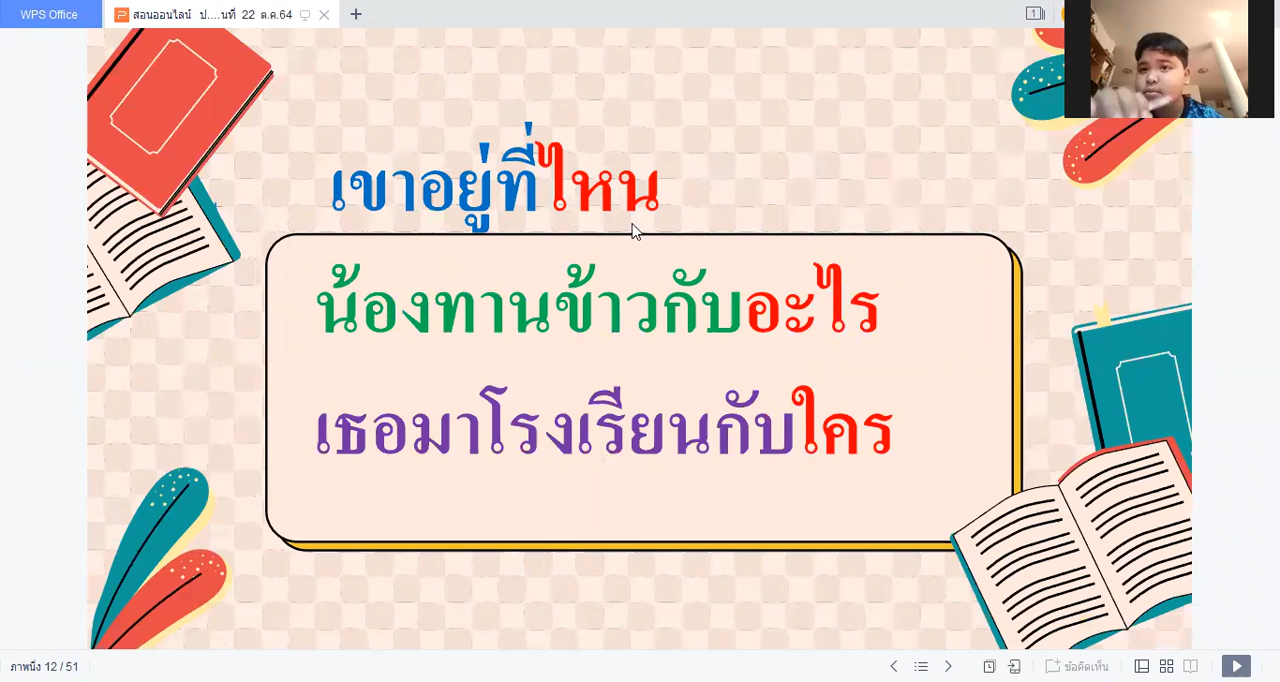 WPS Office
สอนออนไลน์ ป....นที่ 22 ต.ค.64
1
เขาอยู่ที่ไหน
น้องทานข้าวกับอะไร
เธอมาโรงเรียนกับใคร
ภาพนิ่ง 12 / 51
ข้อคิดเห็น